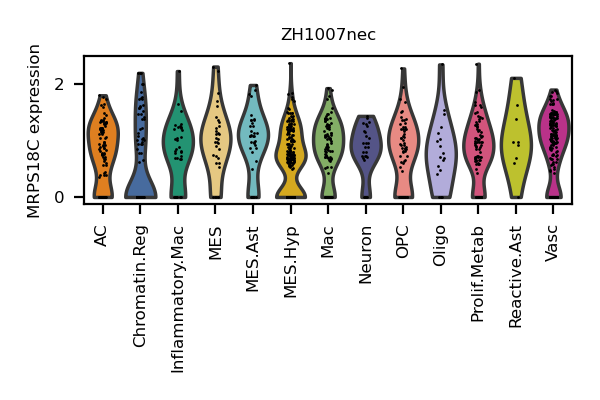 ZH1007nec
MRPS18C expression
2
0
AC
Chromatin.Reg
Inflammatory.Mac
MES
MES.Ast
MES.Hyp
Mac
Neuron
OPC
Oligo
Prolif.Metab
Reactive.Ast
Vasc